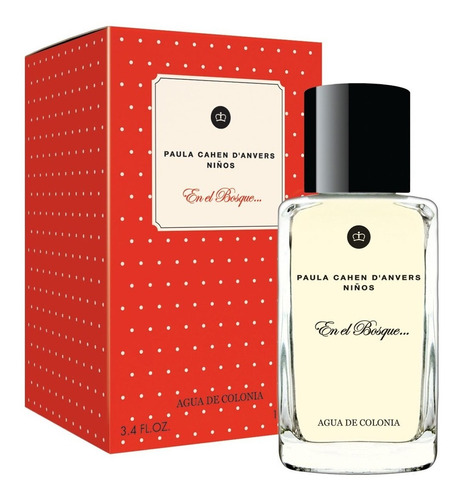 PAULA CAHEN D'ANVERS
NIÑOS
En el Bosque...
AGUA DE COLONIA
3.4 FL.OZ.
1
PAULA CAHEN D'ANVERS
NIÑOS
En el Bosque...
AGUA DE COLONIA